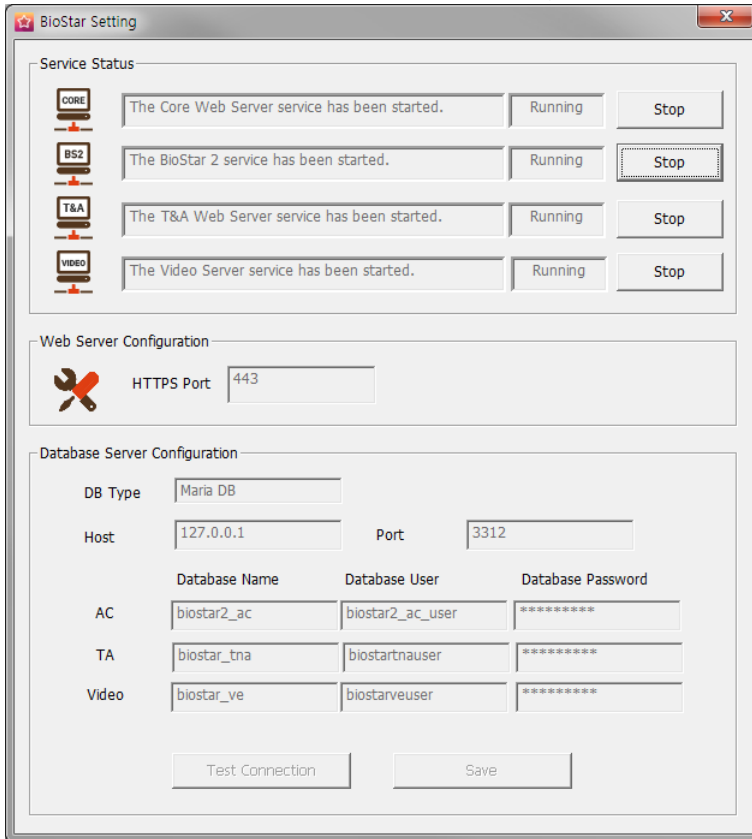 BioStar Setting
Service Status
CORE The Core Web Server service has been started. Running Stop
BS2 The BioStar 2 service has been started. Running Stop
T&A The T&A Web Server service has been started. Running Stop
VIDEO The Video Server service has been started. Running Stop
Web Server Configuration
HTTPS Port 443
Database Server Configuration
DB Type Maria DB
Host 127.0.0.1 Port 3312
Database Name Database User Database Password
AC biostar2_ac biostar2_ac_user *********
TA biostar_tna biostartnauser *********
Video biostar_ve biostarveuser *********
Test Connection Save